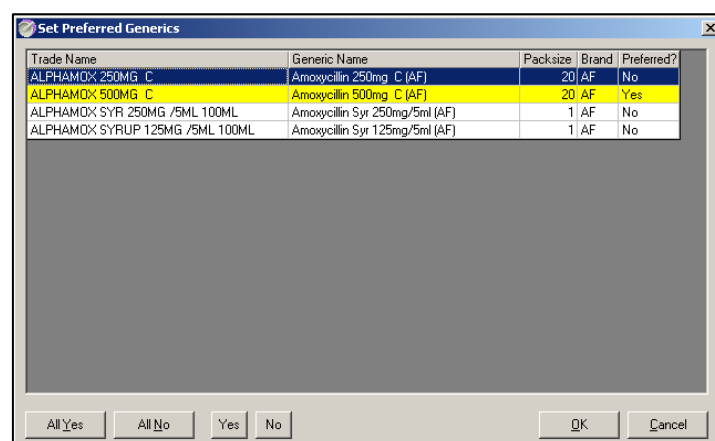 Set Preferred Generics
Trade Name Generic Name Packsize Brand Preferred?
ALPHAMOX 250MG C Amoxycillin 250mg C (AF) 20 AF No
ALPHAMOX 500MG C Amoxycillin 500mg C (AF) 20 AF Yes
ALPHAMOX SYR 250MG /5ML 100ML Amoxycillin Syr 250mg/5ml (AF) 1 AF No
ALPHAMOX SYRUP 125MG /5ML 100ML Amoxycillin Syr 125mg/5ml (AF) 1 AF No
All Yes All No Yes No OK Cancel